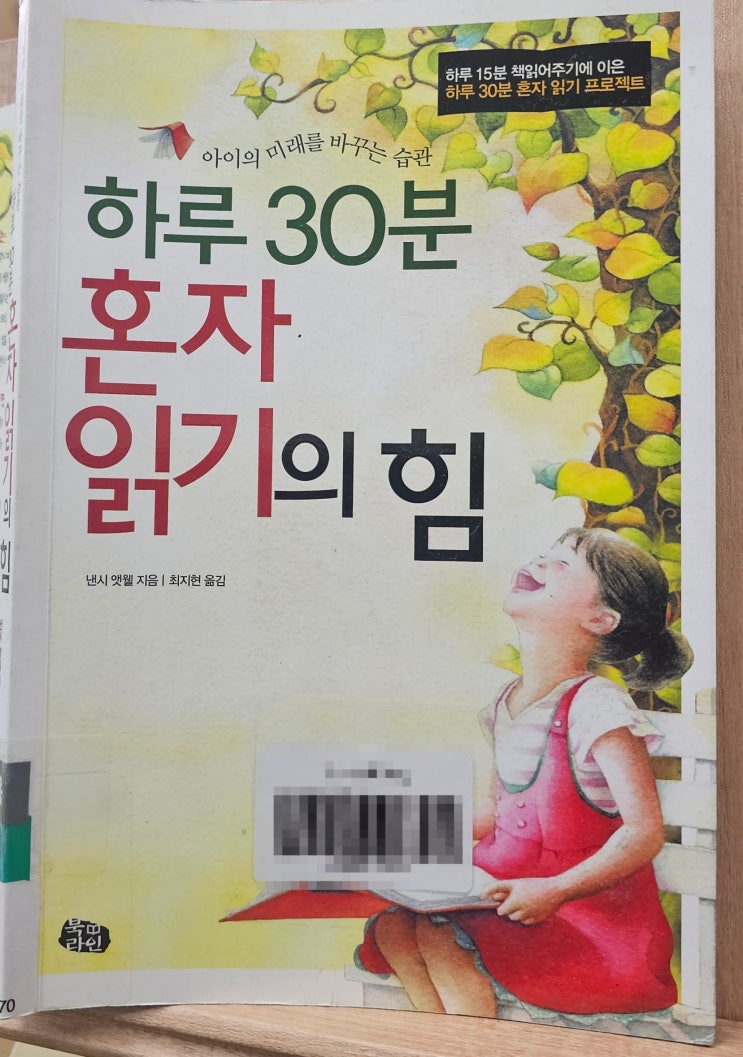 하루 15분 책읽어주기에 이은
하루 30분 혼자 읽기 프로젝트
아이의 미래를 바꾸는 습관
하루 30분
혼자
읽기의 힘
낸시 앳웰 지음 | 최지현 옮김
북라인
70